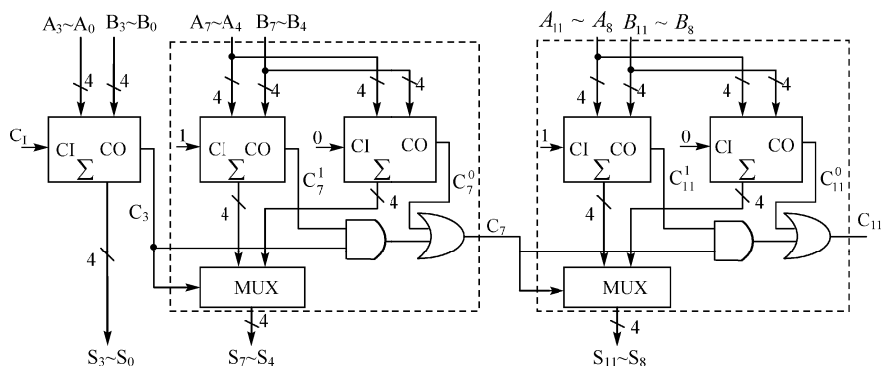 A3~A0 B3~B0 A7~A4 B7~B4 A11 ~ A8 B11 ~ B8
4 4 4 4 4 4 4 4 4 4
CI 1 0 1 0
CI CO CI CO CI CO CI CO CI CO
Σ Σ Σ Σ Σ
C3 4 C7^1 4 C7^0 4 C11^1 4 C11^0
C7 C11
4
MUX MUX
4 4
S3~S0 S7~S4 S11~S8